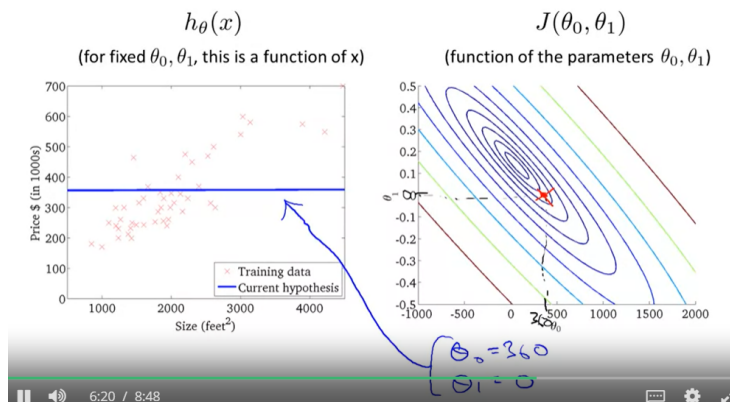 hθ(x)
(for fixed θ₀, θ₁, this is a function of x)
700
600
500
400
300
200
100
0
Price $ (in 1000s)
1000
2000
3000
4000
Size (feet²)
Training data
Current hypothesis
J(θ₀, θ₁)
(function of the parameters θ₀, θ₁)
0.5
0.4
0.3
0.2
0.1
0
-0.1
-0.2
-0.3
-0.4
-0.5
θ₁
-1000
-500
0
500
1000
1500
2000
360
θ₀
θ₀ = 360
θ₁ = 0
6:20 / 8:48